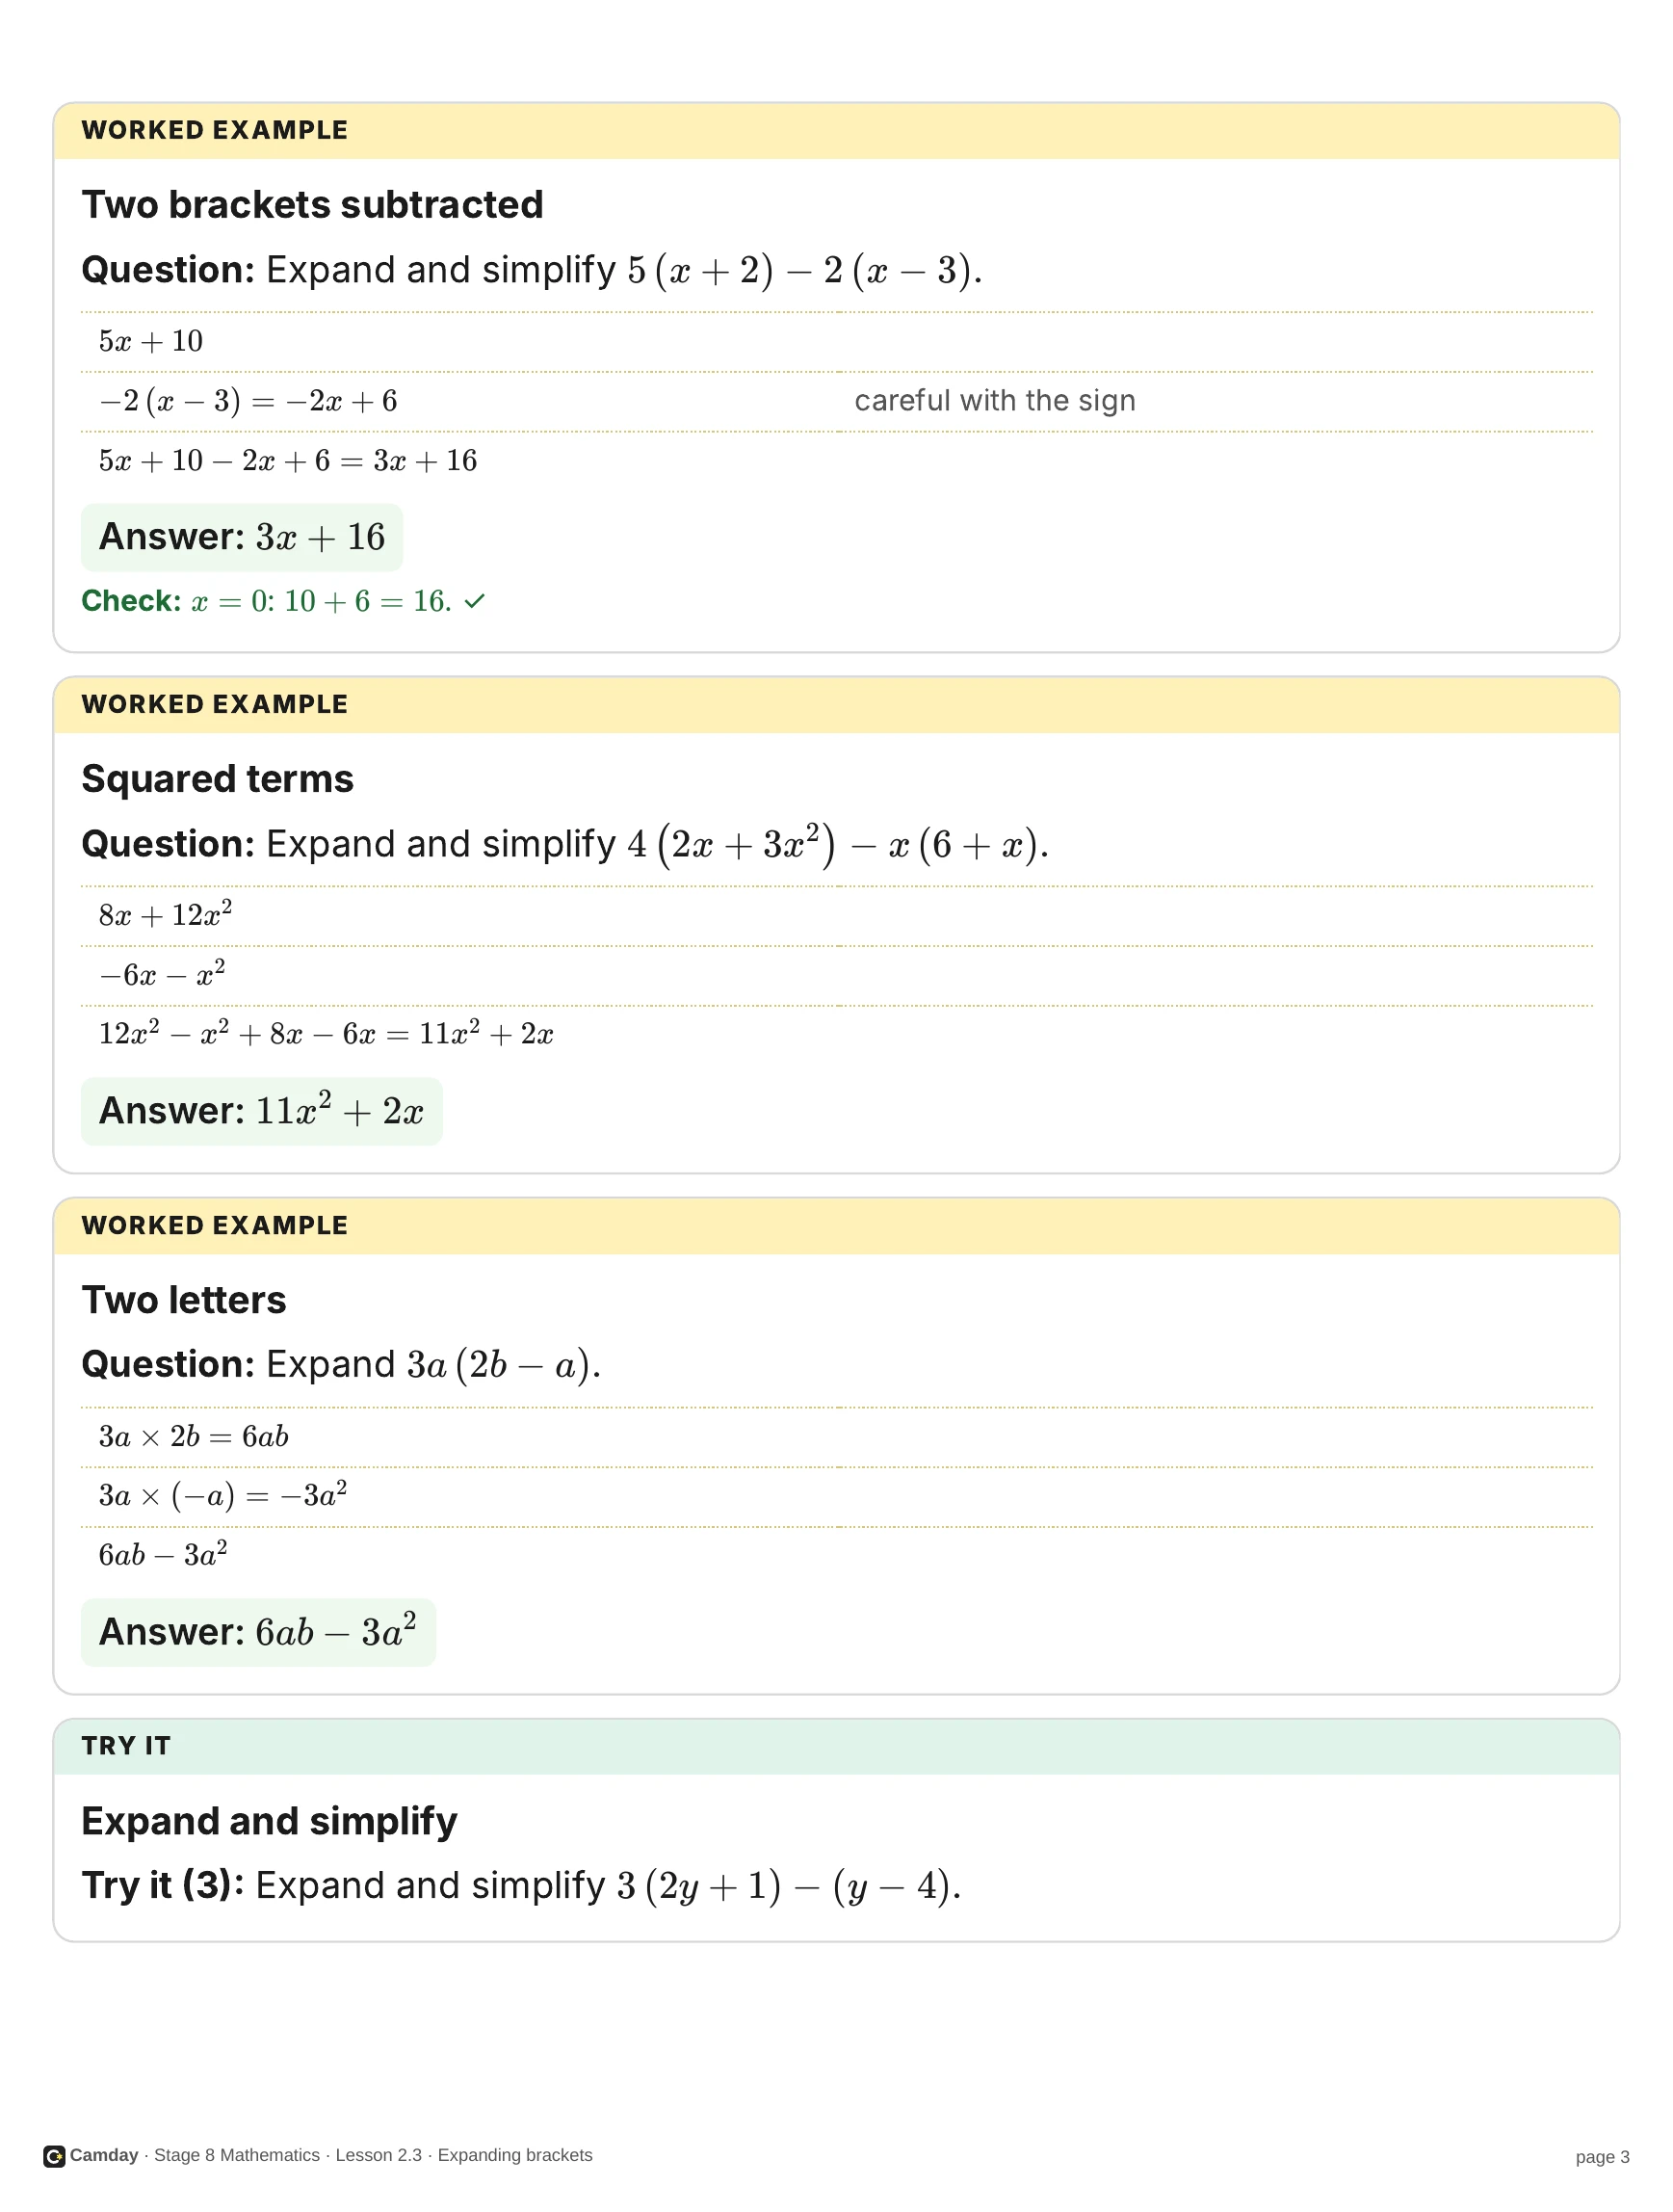 WORKED EXAMPLE
Two brackets subtracted
Question: Expand and simplify 5 (x + 2) − 2 (x − 3).
5x + 10
−2 (x − 3) = −2x + 6 careful with the sign
5x + 10 − 2x + 6 = 3x + 16
Answer: 3x + 16
Check: x = 0: 10 + 6 = 16. ✓
WORKED EXAMPLE
Squared terms
Question: Expand and simplify 4 (2x + 3x²) − x (6 + x).
8x + 12x²
−6x − x²
12x² − x² + 8x − 6x = 11x² + 2x
Answer: 11x² + 2x
WORKED EXAMPLE
Two letters
Question: Expand 3a (2b − a).
3a × 2b = 6ab
3a × (−a) = −3a²
6ab − 3a²
Answer: 6ab − 3a²
TRY IT
Expand and simplify
Try it (3): Expand and simplify 3 (2y + 1) − (y − 4).
Camday · Stage 8 Mathematics · Lesson 2.3 · Expanding brackets page 3